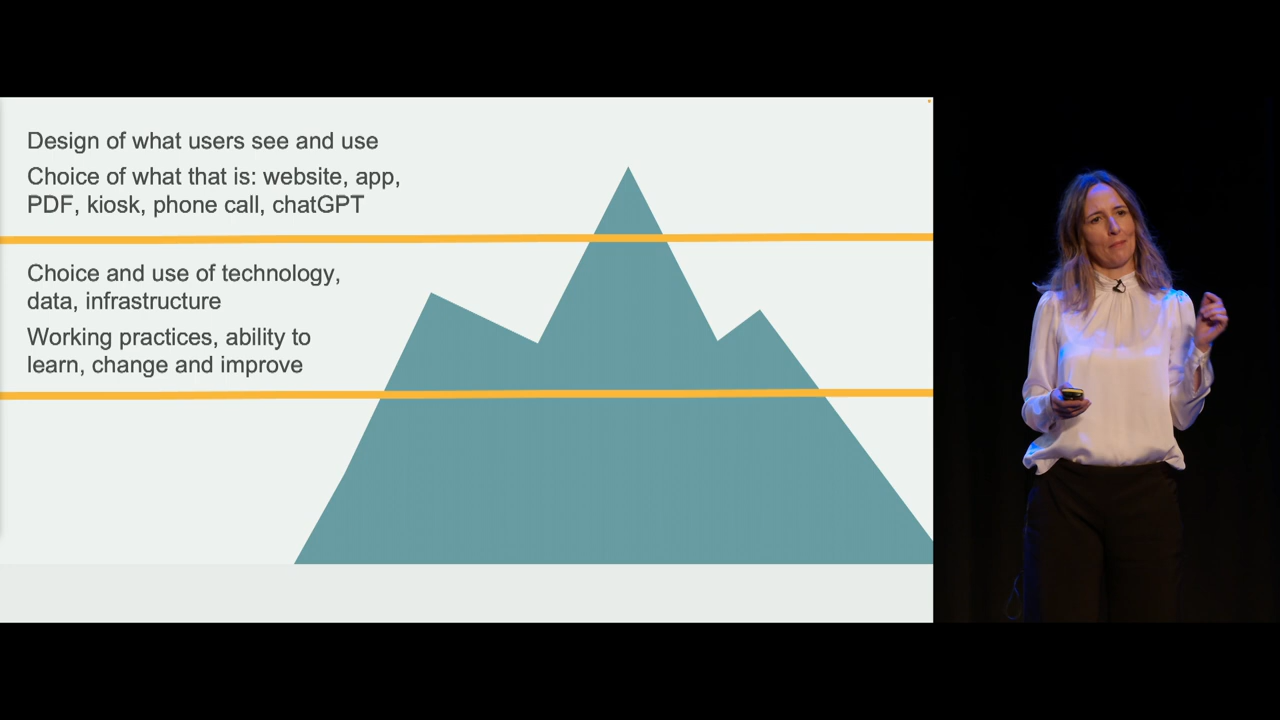 Design of what users see and use
Choice of what that is: website, app,
PDF, kiosk, phone call, chatGPT
Choice and use of technology,
data, infrastructure
Working practices, ability to
learn, change and improve